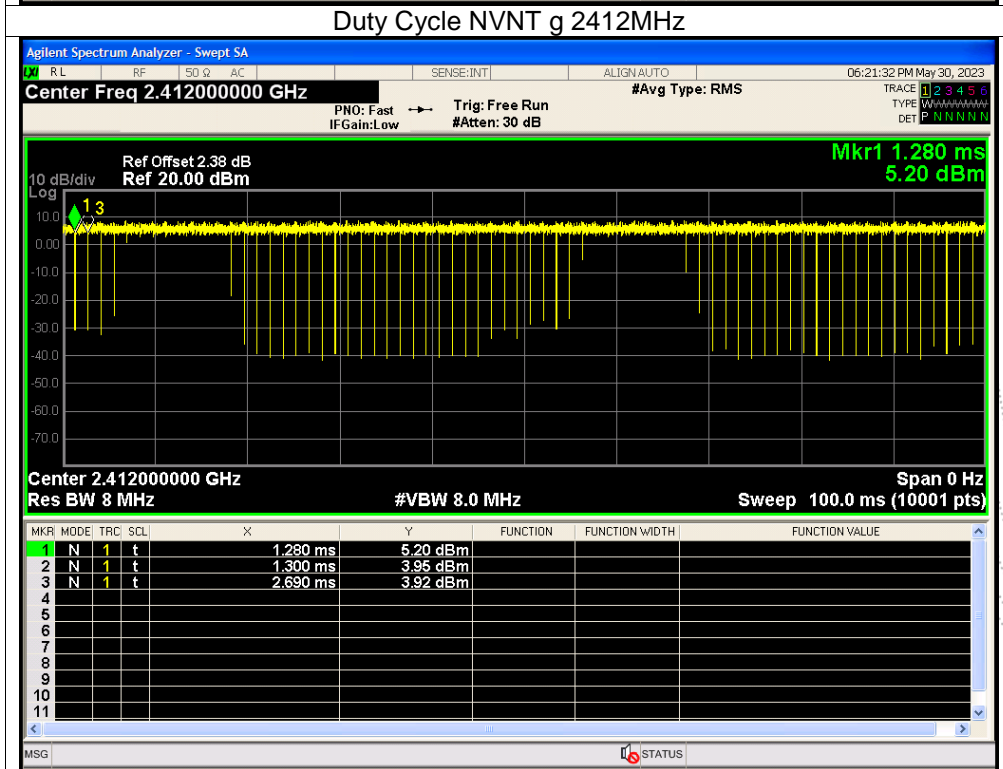 Duty Cycle NVNT g 2412MHz
Agilent Spectrum Analyzer - Swept SA
LXI RL RF 50 Ω AC SENSE:INT ALIGN AUTO 06:21:32 PM May 30, 2023
Center Freq 2.412000000 GHz #Avg Type: RMS TRACE 1 2 3 4 5 6
PNO: Fast Trig: Free Run TYPE WWWWWW
IFGain:Low #Atten: 30 dB DET P N N N N N
Mkr1 1.280 ms
5.20 dBm
Ref Offset 2.38 dB
10 dB/div Ref 20.00 dBm
Log
1 3
10.0
0.00
-10.0
-20.0
-30.0
-40.0
-50.0
-60.0
-70.0
Center 2.412000000 GHz Span 0 Hz
Res BW 8 MHz #VBW 8.0 MHz Sweep 100.0 ms (10001 pts)
MKR MODE TRC SCL X Y FUNCTION FUNCTION WIDTH FUNCTION VALUE
1 N 1 t 1.280 ms 5.20 dBm
2 N 1 t 1.300 ms 3.95 dBm
3 N 1 t 2.690 ms 3.92 dBm
4
5
6
7
8
9
10
11
MSG STATUS